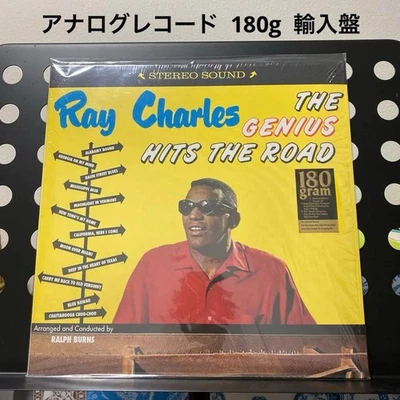 アナログレコード 180g 輸入盤
STEREO SOUND
Ray Charles
THE
GENIUS
HITS THE ROAD
ALABAMY BOUND
GEORGIA ON MY MIND
BASIN STREET BLUES
MISSISSIPPI MUD
MOONLIGHT IN VERMONT
NEW YORK'S MY HOME
CALIFORNIA, HERE I COME
MOON OVER MIAMI
DEEP IN THE HEART OF TEXAS
CARRY ME BACK TO OLD VIRGINNY
BLUE HAWAII
CHATTANOOGA CHOO-CHOO
180
gram
Arranged and Conducted by
RALPH BURNS